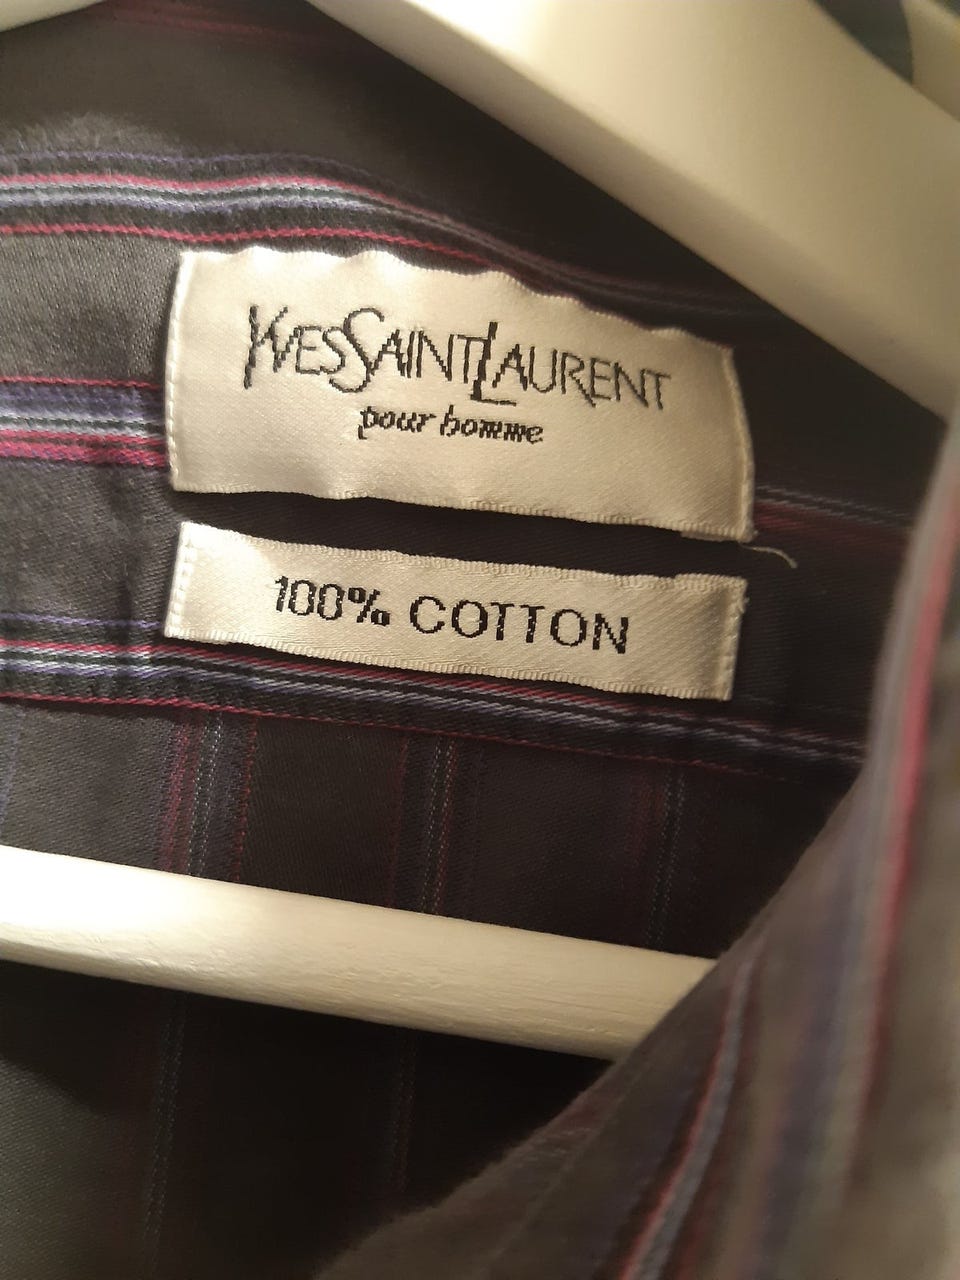 YVESSAINTLAURENT
pour homme
100% COTTON